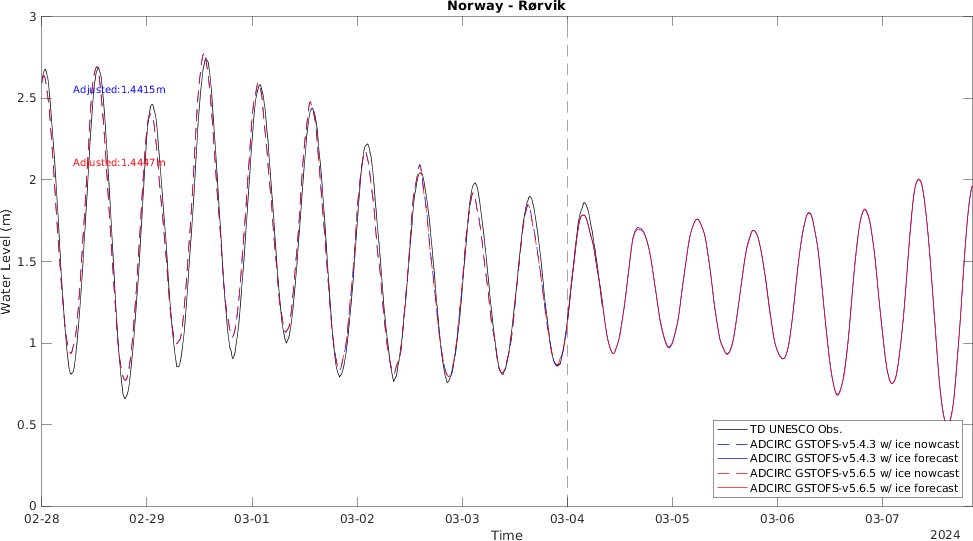 Norway - Rørvik
3
2.5
2
1.5
1
0.5
0
Water Level (m)
Adjusted:1.4415m
Adjusted:1.4447m
TD UNESCO Obs.
ADCIRC GSTOFS-v5.4.3 w/ ice nowcast
ADCIRC GSTOFS-v5.4.3 w/ ice forecast
ADCIRC GSTOFS-v5.6.5 w/ ice nowcast
ADCIRC GSTOFS-v5.6.5 w/ ice forecast
02-28 02-29 03-01 03-02 03-03 03-04 03-05 03-06 03-07
Time
2024